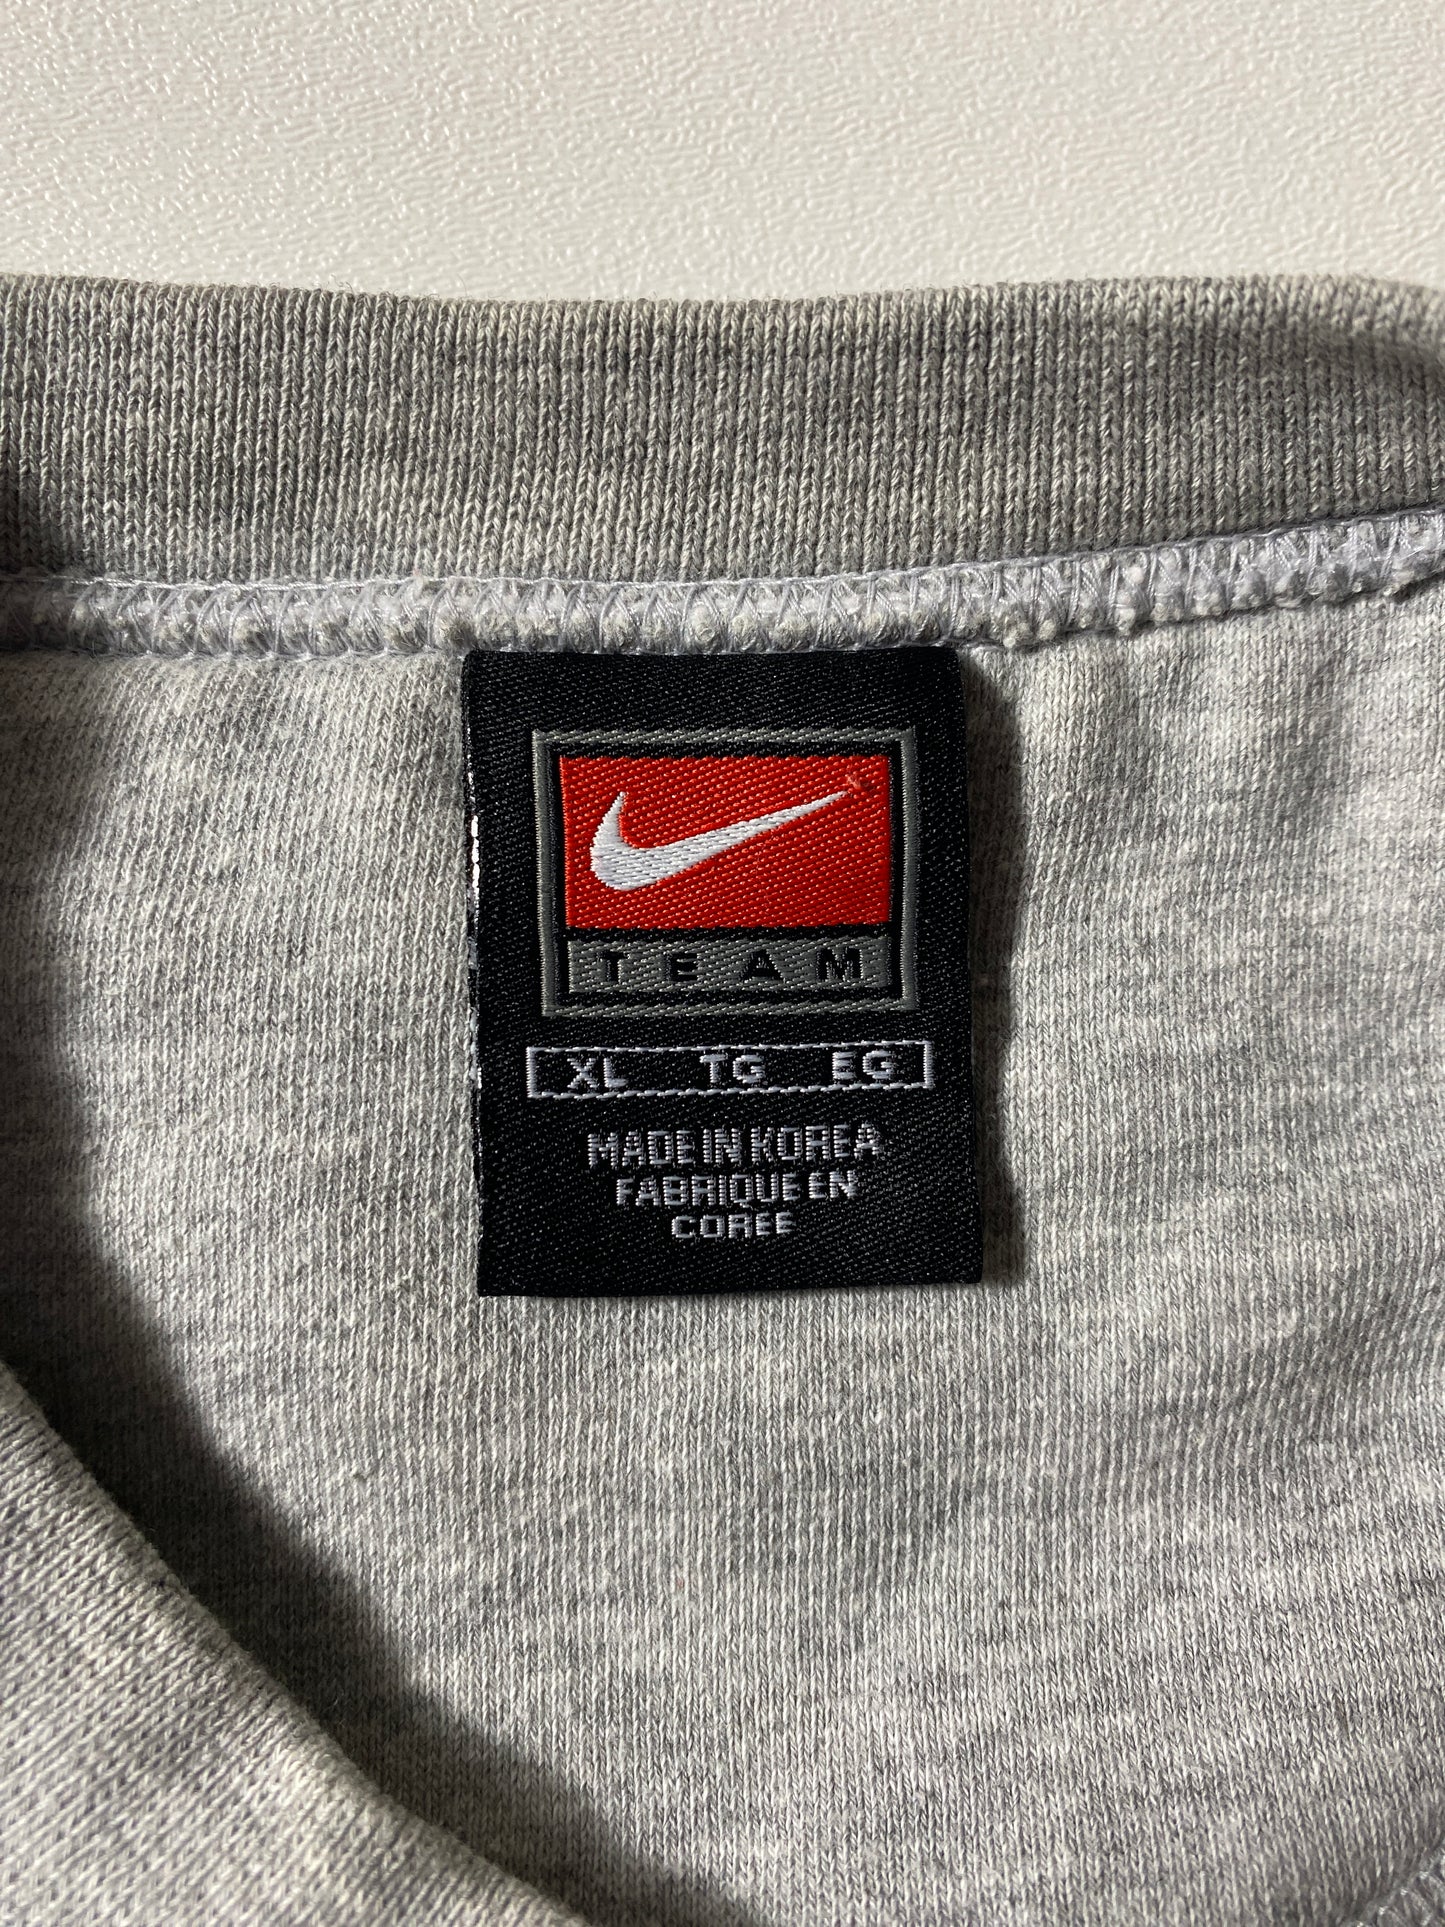 TEAM
XL TG EG
MADE IN KOREA
FABRIQUE EN
COREE